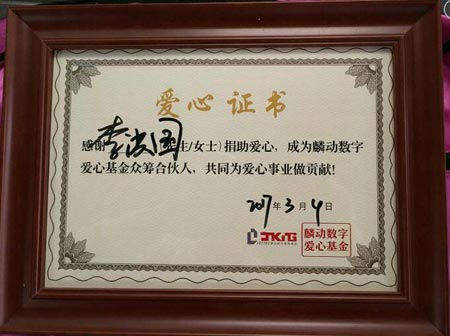 爱心证书
感谢李洪国(先生/女士)捐助爱心，成为麟动数字
爱心基金众筹合伙人，共同为爱心事业做贡献!
2017年3月4日
JKNG
麟动数字
爱心基金